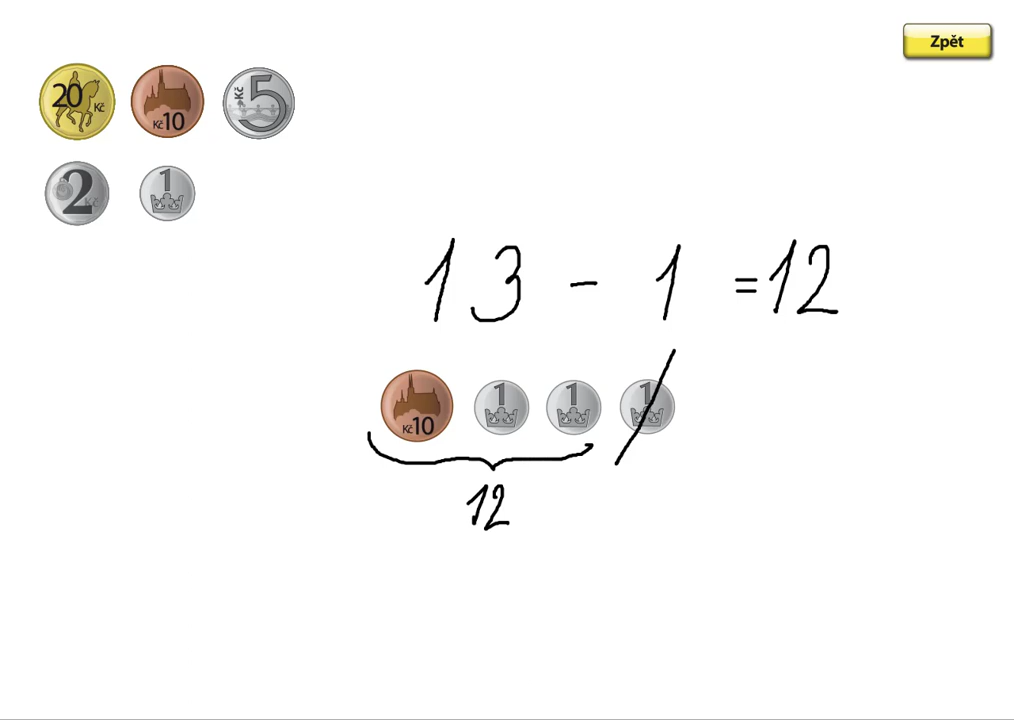 Zpět
20 Kč Kč 10 Kč 5
2 Kč 1
13 - 1 = 12
Kč 10 1 1 1
12